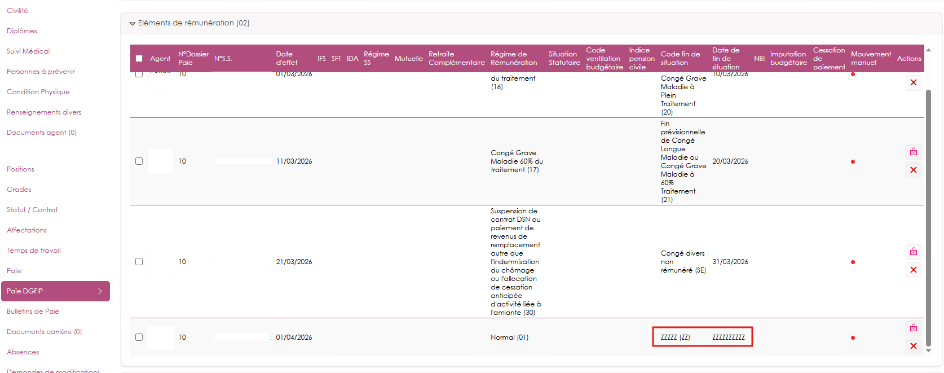 Civilité
Diplômes
Suivi Médical
Personnes à prévenir
Condition Physique
Renseignements divers
Documents agent (0)
Positions
Grades
Statut / Contrat
Affectations
Temps de travail
Paie
Paie DGFiP
Bulletins de Paie
Documents carrière (0)
Absences
Demandes de modifications
Eléments de rémunération (02)
Agent
N°Dossier
Paie
N°S.S.
Date
d'effet
IFS
SFT
IDA
Régime
SS
Mutuelle
Retraite
Complémentaire
Régime de
Rémunération
Situation
Statutaire
Code
ventilation
budgétaire
Indice
pension
civile
Code fin de
situation
Date de
fin de
situation
NBI
Imputation
budgétaire
Cessation
de
paiement
Mouvement
manuel
Actions
10
01/03/2026
du traitement
(16)
Congé Grave
Maladie à
Plein
Traitement
(20)
10/03/2026
10
11/03/2026
Congé Grave
Maladie 60% du
traitement (17)
Fin
prévisionnelle
de Congé
Longue
Maladie ou
Congé Grave
Maladie à
60%
Traitement
(21)
20/03/2026
10
21/03/2026
Suspension de
contrat DSN ou
paiement de
revenus de
remplacement
autre que
l'indemnisation
du chômage
ou l'allocation
de cessation
anticipée
d'activité liée à
l'amiante (30)
Congé divers
non
rémunéré (SE)
31/03/2026
10
01/04/2026
Normal (01)
ZZZZZ (ZZ)
ZZZZZZZZZZ